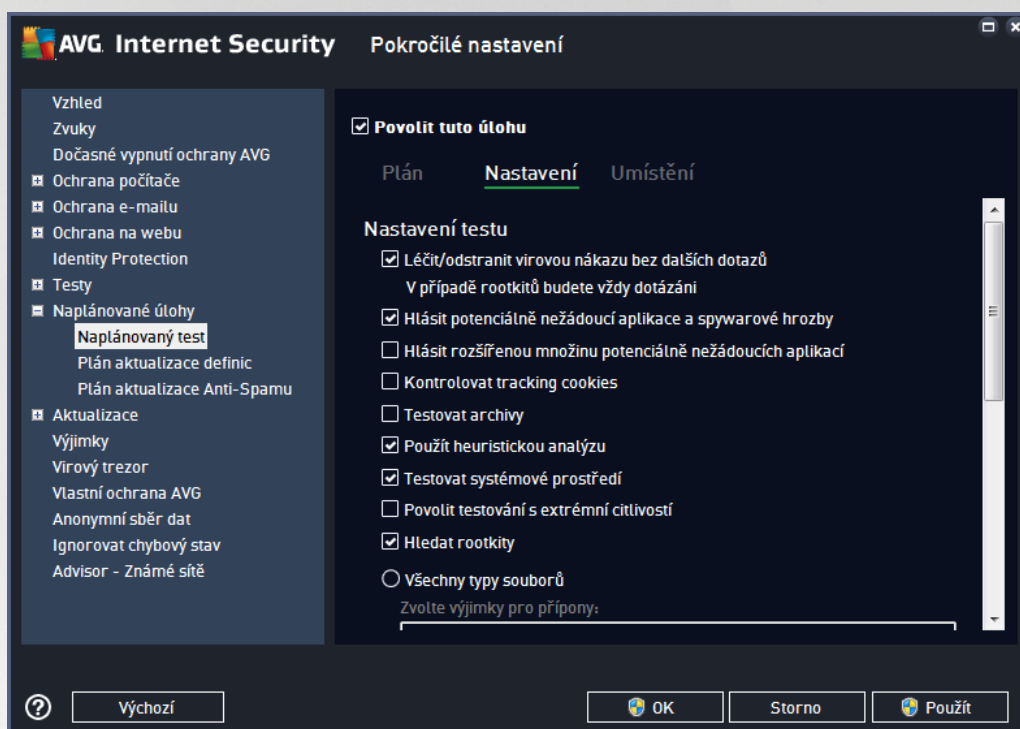 AVG. Internet Security Pokročilé nastavení
Vzhled
Zvuky
Dočasné vypnutí ochrany AVG
Ochrana počítače
Ochrana e-mailu
Ochrana na webu
Identity Protection
Testy
Naplánované úlohy
Naplánovaný test
Plán aktualizace definic
Plán aktualizace Anti-Spamu
Aktualizace
Výjimky
Virový trezor
Vlastní ochrana AVG
Anonymní sběr dat
Ignorovat chybový stav
Advisor - Známé sítě
Povolit tuto úlohu
Plán Nastavení Umístění
Nastavení testu
Léčit/odstranit virovou nákazu bez dalších dotazů
V případě rootkitů budete vždy dotázáni
Hlásit potenciálně nežádoucí aplikace a spywarové hrozby
Hlásit rozšířenou množinu potenciálně nežádoucích aplikací
Kontrolovat tracking cookies
Testovat archivy
Použít heuristickou analýzu
Testovat systémové prostředí
Povolit testování s extrémní citlivostí
Hledat rootkity
Všechny typy souborů
Zvolte výjimky pro přípony:
? Výchozí OK Storno Použít